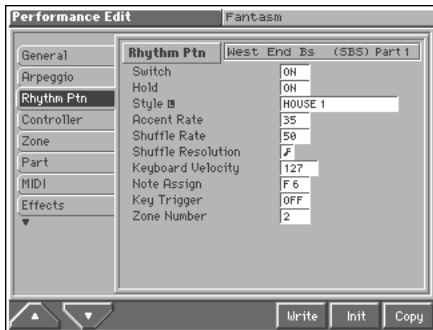 Performance Edit Fantasm
General
Arpeggio
Rhythm Ptn
Controller
Zone
Part
MIDI
Effects
Rhythm Ptn West End Bs (SBS) Part 1
Switch ON
Hold ON
Style L HOUSE 1
Accent Rate 35
Shuffle Rate 50
Shuffle Resolution
Keyboard Velocity 127
Note Assign F 6
Key Trigger OFF
Zone Number 2
Write Init Copy